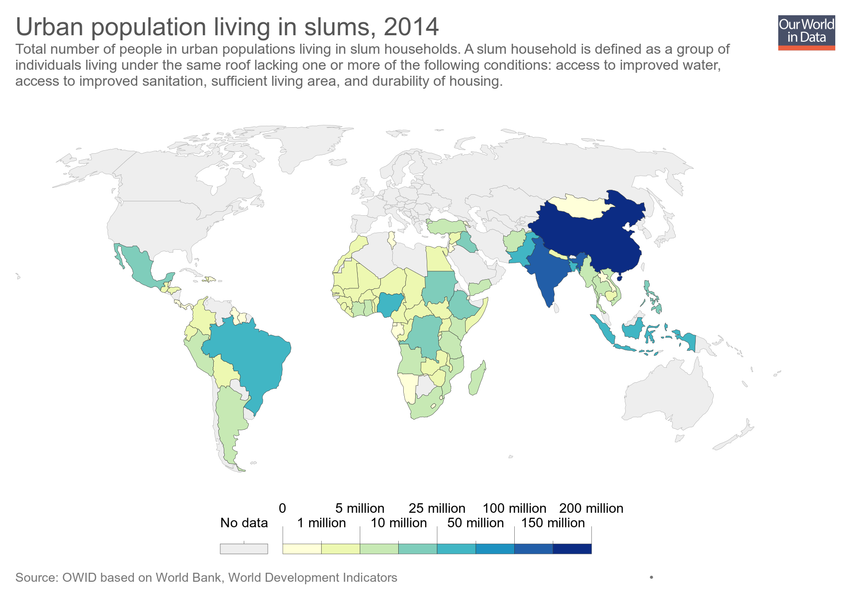 Urban population living in slums, 2014
Our World
in Data
Total number of people in urban populations living in slum households. A slum household is defined as a group of
individuals living under the same roof lacking one or more of the following conditions: access to improved water,
access to improved sanitation, sufficient living area, and durability of housing.
0 5 million 25 million 100 million 200 million
No data 1 million 10 million 50 million 150 million
Source: OWID based on World Bank, World Development Indicators
•